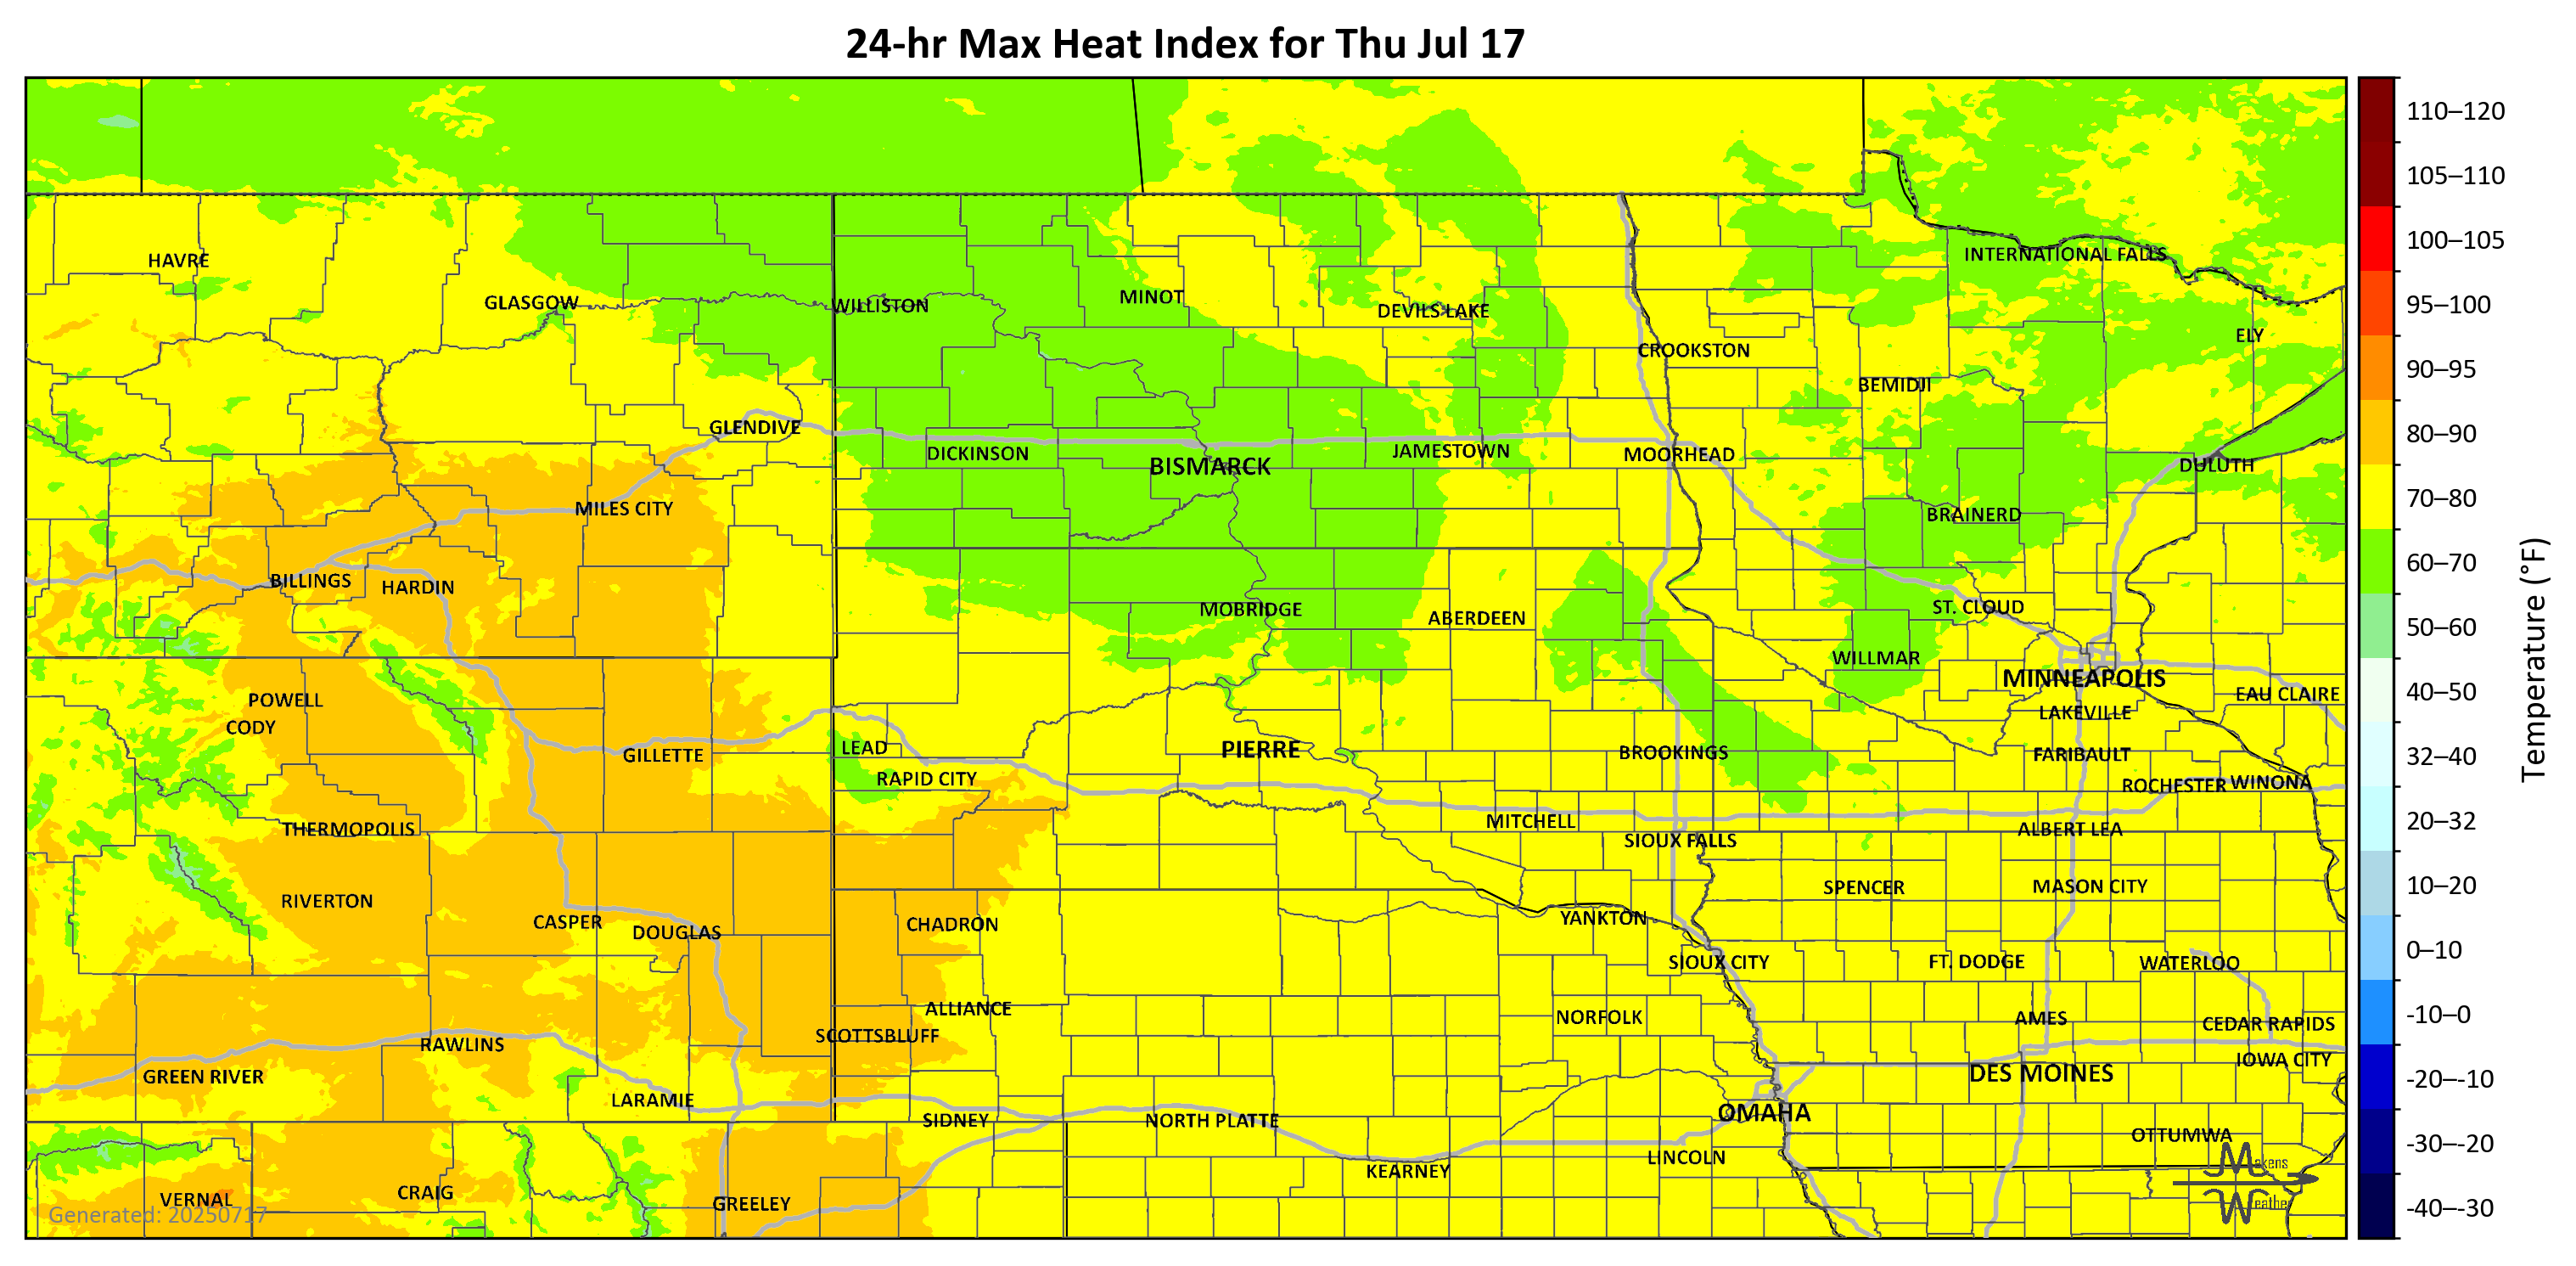 24-hr Max Heat Index for Thu Jul 17
110–120
105–110
100–105
95–100
90–95
80–90
70–80
60–70
50–60
40–50
32–40
20–32
10–20
0–10
-10–0
-20–-10
-30–-20
-40–-30
Temperature (°F)
HAVRE
GLASGOW
WILLISTON
MINOT
DEVILS LAKE
CROOKSTON
INTERNATIONAL FALLS
ELY
BEMIDJI
GLENDIVE
DICKINSON
BISMARCK
JAMESTOWN
MOORHEAD
DULUTH
MILES CITY
BRAINERD
BILLINGS
HARDIN
MOBRIDGE
ABERDEEN
ST. CLOUD
WILLMAR
MINNEAPOLIS
EAU CLAIRE
POWELL
CODY
LAKEVILLE
GILLETTE
LEAD
RAPID CITY
PIERRE
BROOKINGS
FARIBAULT
ROCHESTER
WINONA
THERMOPOLIS
MITCHELL
SIOUX FALLS
ALBERT LEA
RIVERTON
CASPER
DOUGLAS
CHADRON
YANKTON
SPENCER
MASON CITY
SIOUX CITY
FT. DODGE
WATERLOO
ALLIANCE
SCOTTSBLUFF
NORFOLK
AMES
CEDAR RAPIDS
IOWA CITY
RAWLINS
GREEN RIVER
LARAMIE
SIDNEY
NORTH PLATTE
OMAHA
DES MOINES
OTTUMWA
KEARNEY
LINCOLN
VERNAL
CRAIG
GREELEY
Generated: 20250717
Makens
Weather